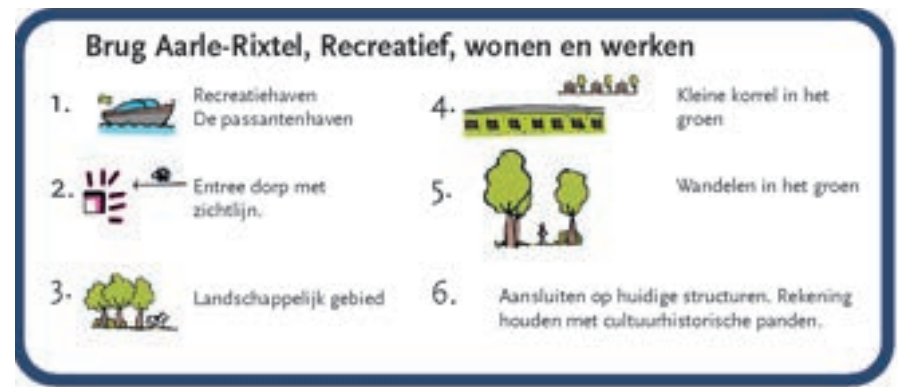 Brug Aarle-Rixtel, Recreatief, wonen en werken
1. Recreatiehaven
De passantenhaven
2. Entree dorp met
zichtlijn.
3. Landschappelijk gebied
4. Kleine korrel in het
groen
5. Wandelen in het groen
6. Aansluiten op huidige structuren. Rekening
houden met cultuurhistorische panden.